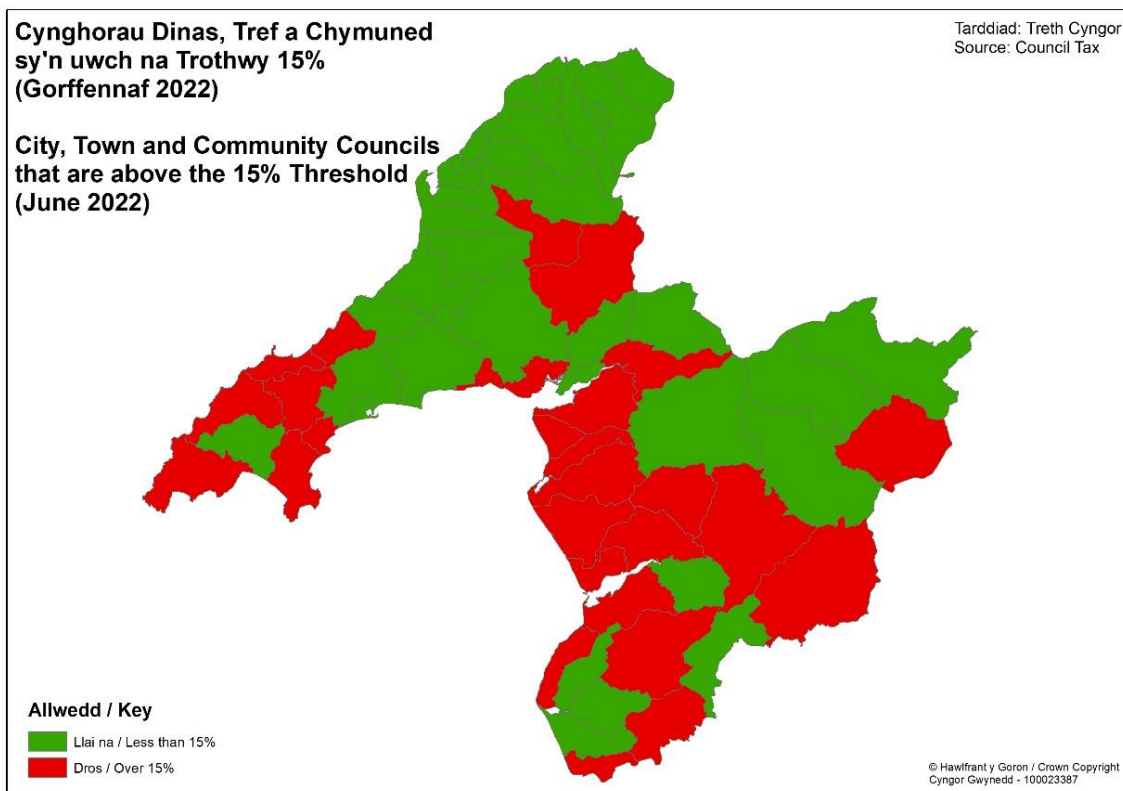 Cynghorau Dinas, Tref a Chymuned
sy'n uwch na Trothwy 15%
(Gorffennaf 2022)
City, Town and Community Councils
that are above the 15% Threshold
(June 2022)
Tarddiad: Treth Cyngor
Source: Council Tax
Allwedd / Key
Llai na / Less than 15%
Dros / Over 15%
© Hawlfrant y Goron / Crown Copyright
Cyngor Gwynedd - 100023387